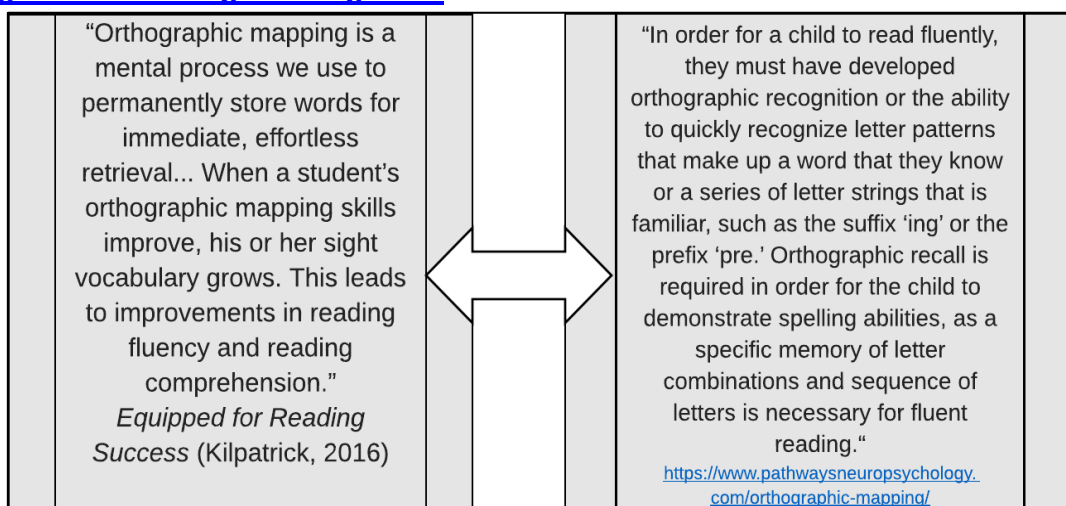 “Orthographic mapping is a
mental process we use to
permanently store words for
immediate, effortless
retrieval... When a student’s
orthographic mapping skills
improve, his or her sight
vocabulary grows. This leads
to improvements in reading
fluency and reading
comprehension.”
Equipped for Reading
Success (Kilpatrick, 2016)
“In order for a child to read fluently,
they must have developed
orthographic recognition or the ability
to quickly recognize letter patterns
that make up a word that they know
or a series of letter strings that is
familiar, such as the suffix ‘ing’ or the
prefix ‘pre.’ Orthographic recall is
required in order for the child to
demonstrate spelling abilities, as a
specific memory of letter
combinations and sequence of
letters is necessary for fluent
reading.“
https://www.pathwaysneuropsychology.
com/orthographic-mapping/